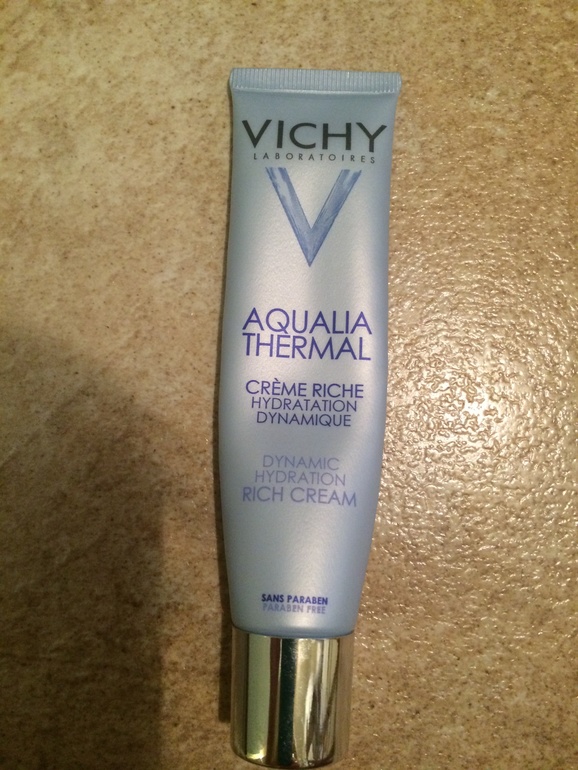 VICHY
LABORATOIRES
AQUALIA
THERMAL
CRÈME RICHE
HYDRATATION
DYNAMIQUE
DYNAMIC
HYDRATION
RICH CREAM
SANS PARABEN
PARABEN FREE